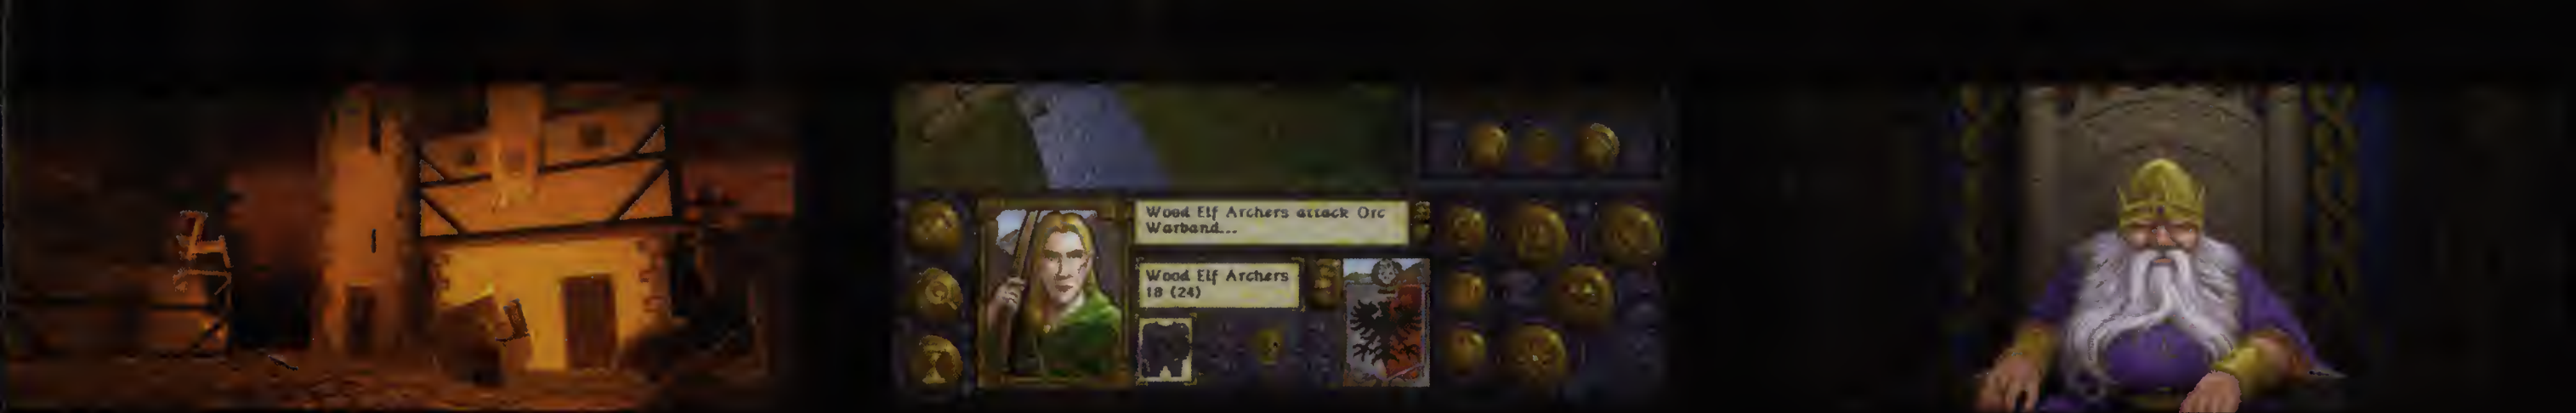 Wood Elf Archers attack Orc
Warband...
Wood Elf Archers
18 (24)